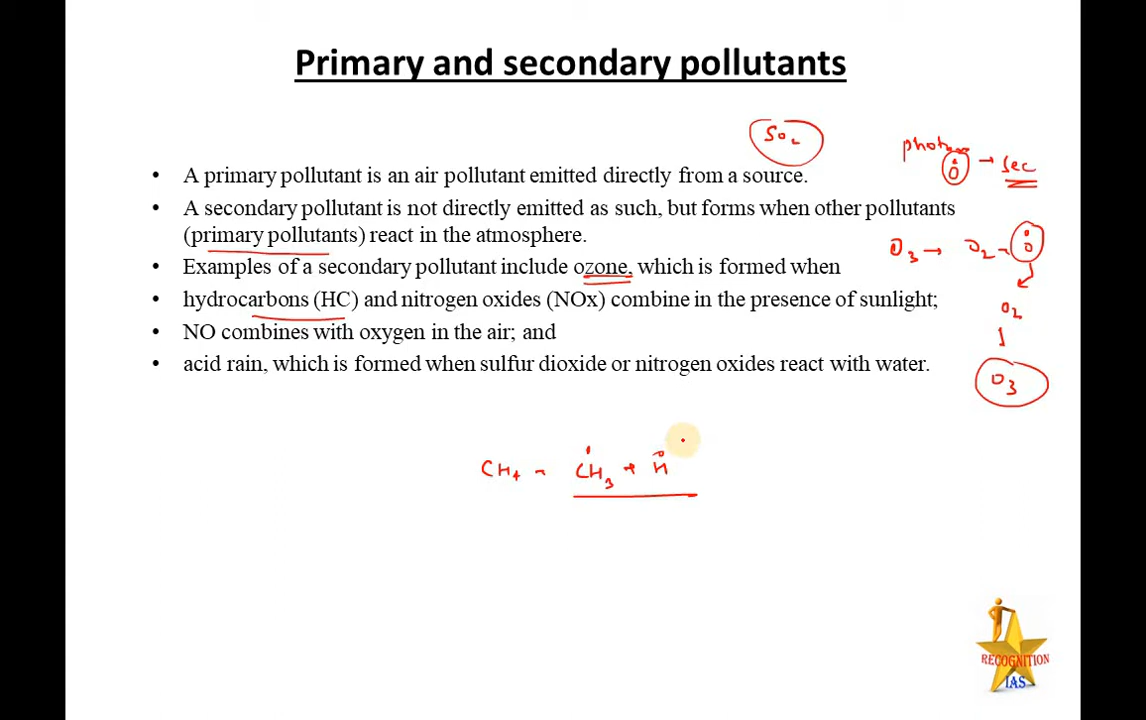 Primary and secondary pollutants
SO2
photo
Ȯ → sec
• A primary pollutant is an air pollutant emitted directly from a source.
• A secondary pollutant is not directly emitted as such, but forms when other pollutants
(primary pollutants) react in the atmosphere.
O3 → O2 - Ȯ
• Examples of a secondary pollutant include ozone, which is formed when
• hydrocarbons (HC) and nitrogen oxides (NOx) combine in the presence of sunlight;
O2
• NO combines with oxygen in the air; and
• acid rain, which is formed when sulfur dioxide or nitrogen oxides react with water.
O3
CH4 - ĊH3 + H
RECOGNITION
IAS